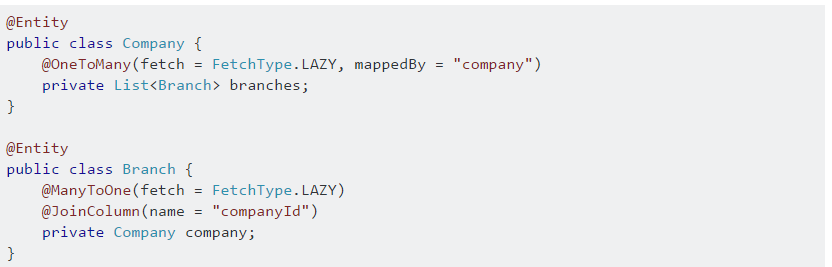 @Entity
public class Company {
    @OneToMany(fetch = FetchType.LAZY, mappedBy = "company")
    private List<Branch> branches;
}

@Entity
public class Branch {
    @ManyToOne(fetch = FetchType.LAZY)
    @JoinColumn(name = "companyId")
    private Company company;
}